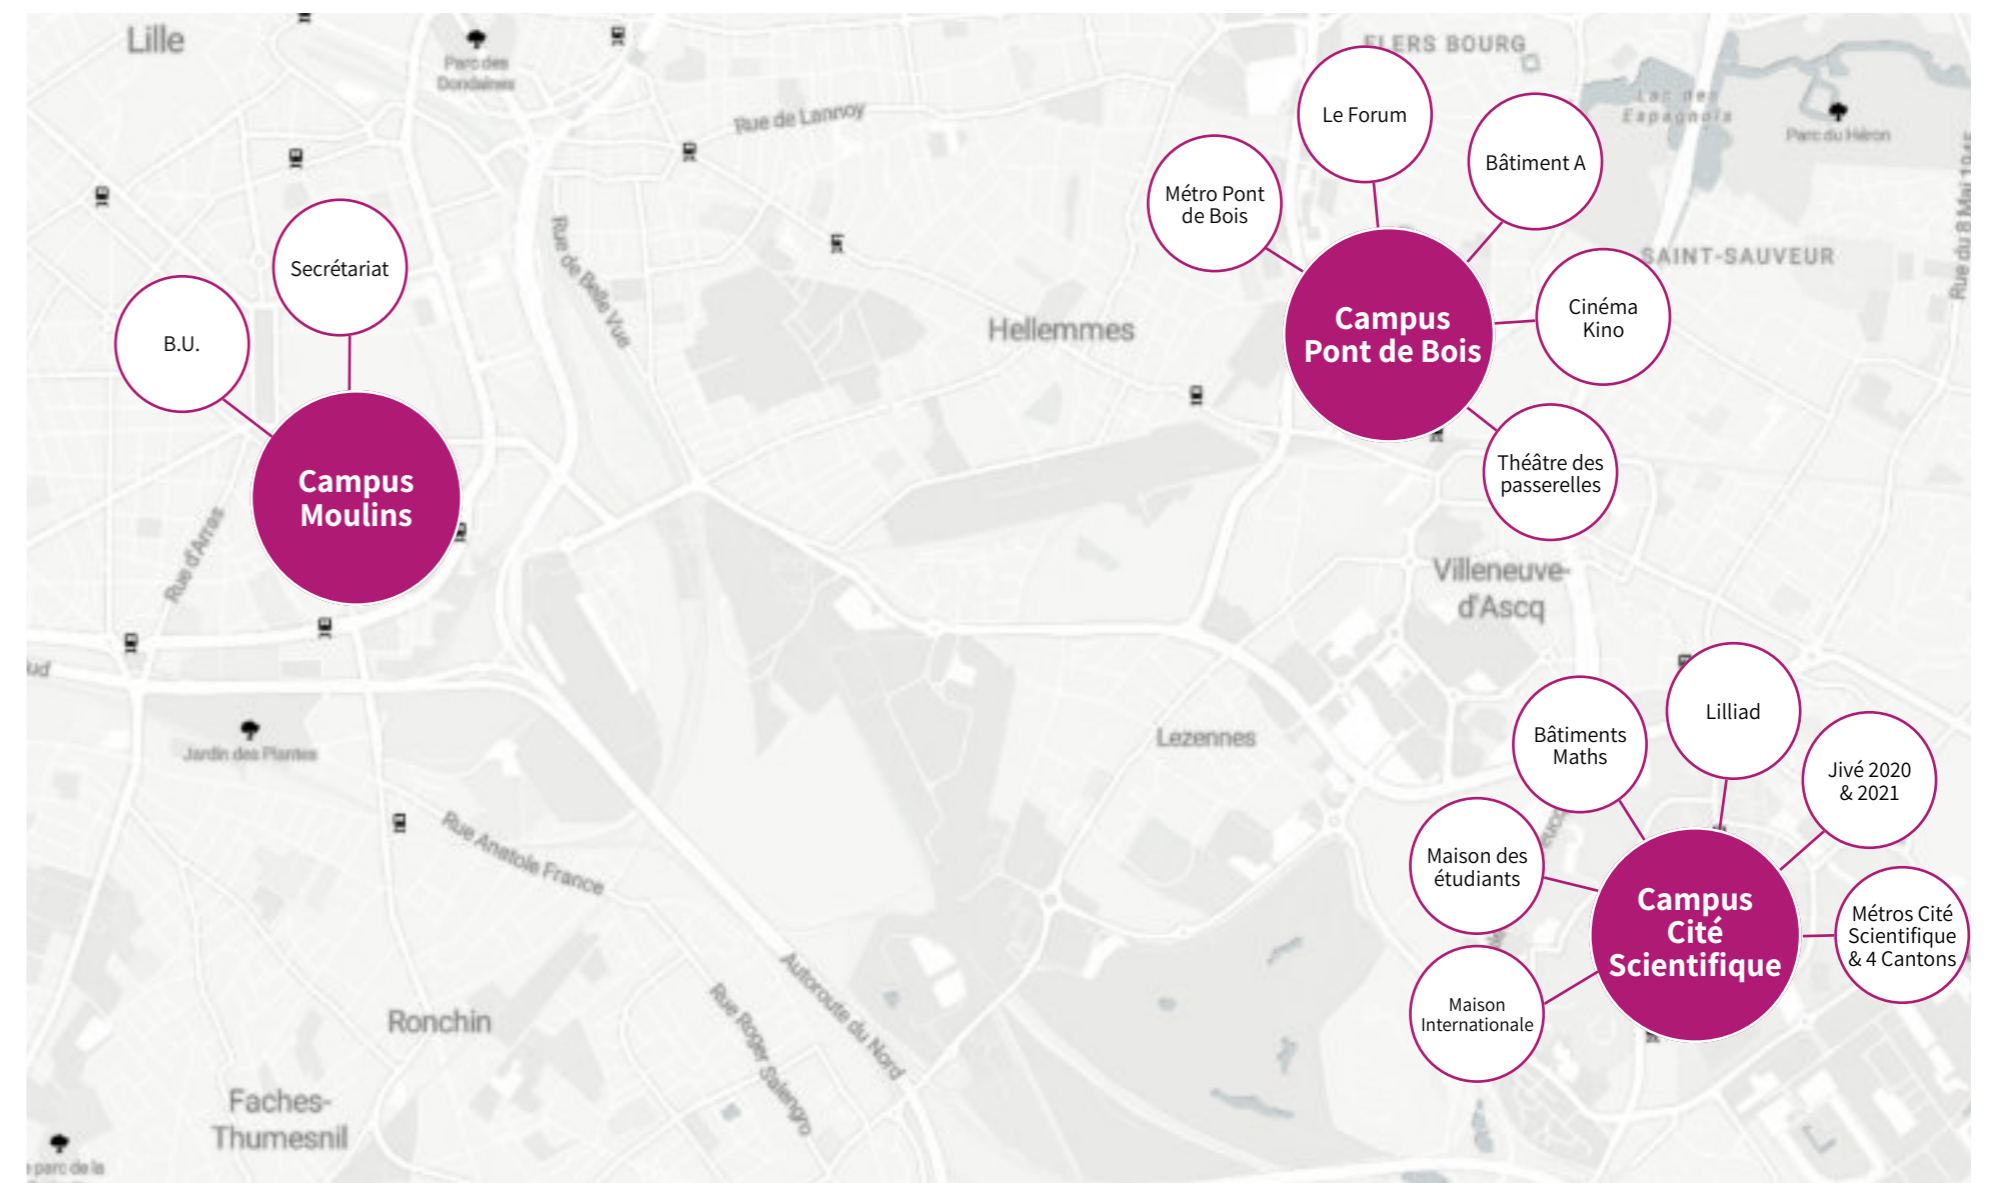 Lille
Parc des
Dondaines
Rue de Lannoy
FLERS BOURG
Le Forum
Bâtiment A
Lac des
Espagnols
Parc du Héron
Rue du 8 Mai 1945
Métro Pont
de Bois
SAINT-SAUVEUR
Secrétariat
Rue de Belle Vue
B.U.
Hellemmes
Campus
Pont de Bois
Cinéma
Kino
Théâtre des
passerelles
Campus
Moulins
Rue d'Arras
Villeneuve-
d'Ascq
ud
Jardin des Plantes
Lezennes
Bâtiments
Maths
Lilliad
Jivé 2020
& 2021
Rue Anatole France
Maison des
étudiants
Campus
Cité
Scientifique
Métros Cité
Scientifique
& 4 Cantons
Maison
Internationale
Autoroute du Nord
Rue Roger Salengro
Ronchin
Faches-
Thumesnil
parc de la